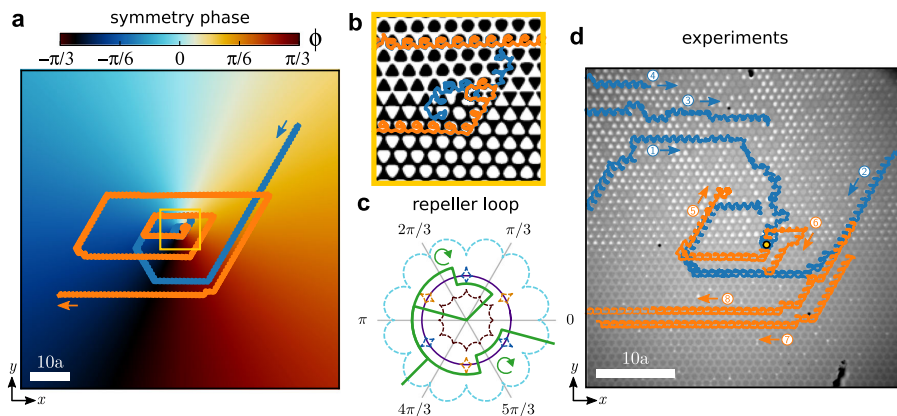 a
symmetry phase
ϕ
−π/3
−π/6
0
π/6
π/3
10a
y
x
b
c
repeller loop
2π/3
π/3
π
0
4π/3
5π/3
d
experiments
4
3
1
2
5
6
8
7
10a
y
x